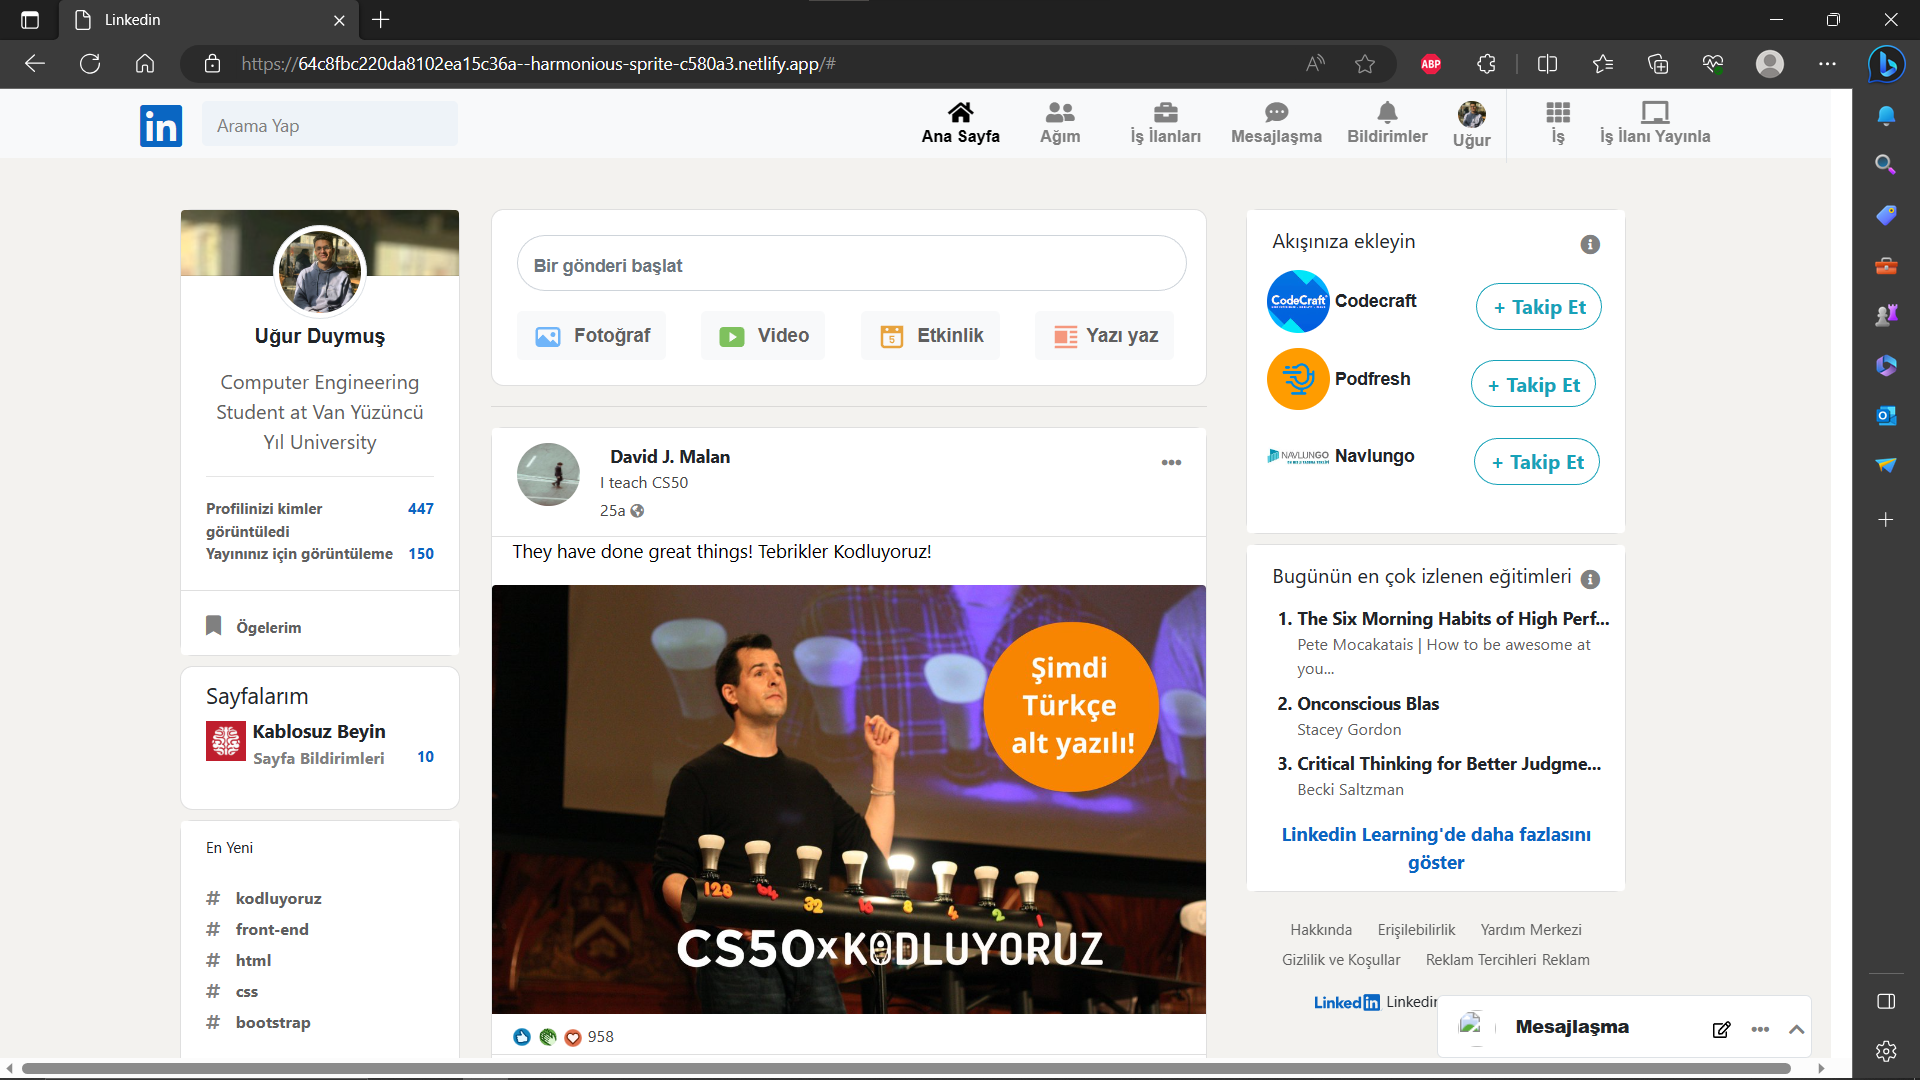 Linkedin
https://64c8fbc220da8102ea15c36a--harmonious-sprite-c580a3.netlify.app/#
ABP
in
Arama Yap
Ana Sayfa
Ağım
İş İlanları
Mesajlaşma
Bildirimler
Uğur
İş
İş İlanı Yayınla
Uğur Duymuş
Computer Engineering
Student at Van Yüzüncü
Yıl University
Profilinizi kimler
görüntüledi
447
Yayınınız için görüntüleme 150
Ögelerim
Sayfalarım
Kablosuz Beyin
Sayfa Bildirimleri 10
En Yeni
# kodluyoruz
# front-end
# html
# css
# bootstrap
Bir gönderi başlat
Fotoğraf
Video
5
Etkinlik
Yazı yaz
David J. Malan
I teach CS50
25a
They have done great things! Tebrikler Kodluyoruz!
Şimdi
Türkçe
alt yazılı!
128 64 32 16 8 4 2 1
CS50xKODLUYORUZ
958
Akışınıza ekleyin
CodeCraft
Codecraft
+ Takip Et
Podfresh
+ Takip Et
NAVLUNGO
Navlungo
+ Takip Et
Bugünün en çok izlenen eğitimleri
1. The Six Morning Habits of High Perf...
Pete Mocakatais | How to be awesome at
you...
2. Onconscious Blas
Stacey Gordon
3. Critical Thinking for Better Judgme...
Becki Saltzman
Linkedin Learning'de daha fazlasını
göster
Hakkında Erişilebilirlik Yardım Merkezi
Gizlilik ve Koşullar Reklam Tercihleri Reklam
Linkedin
Mesajlaşma